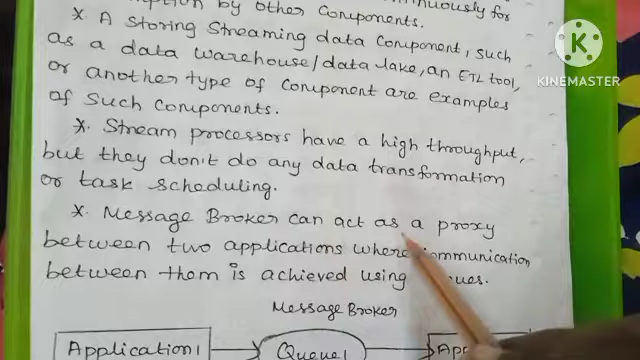 by other components.
* A Storing Streaming data component, such
as a data warehouse/data lake, an ETL tool,
or another type of component are examples
of such components.
* Stream processors have a high throughput,
but they don't do any data transformation
or task scheduling.
* Message Broker can act as a proxy
between two applications where communication
between them is achieved using queues.
Message Broker
Application1
Queue1
KINEMASTER